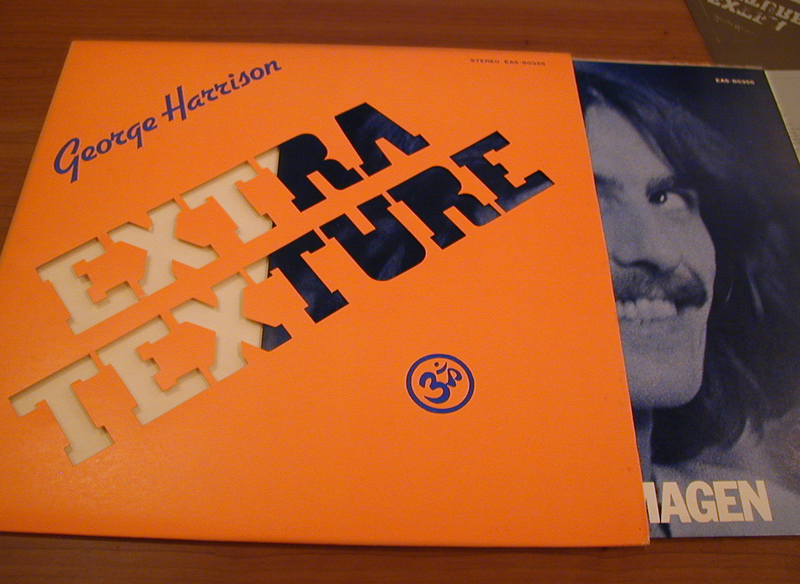 George Harrison
STEREO EAS-80355
EXTRA
TEXTURE
ॐ
EAS-80355
MAGEN